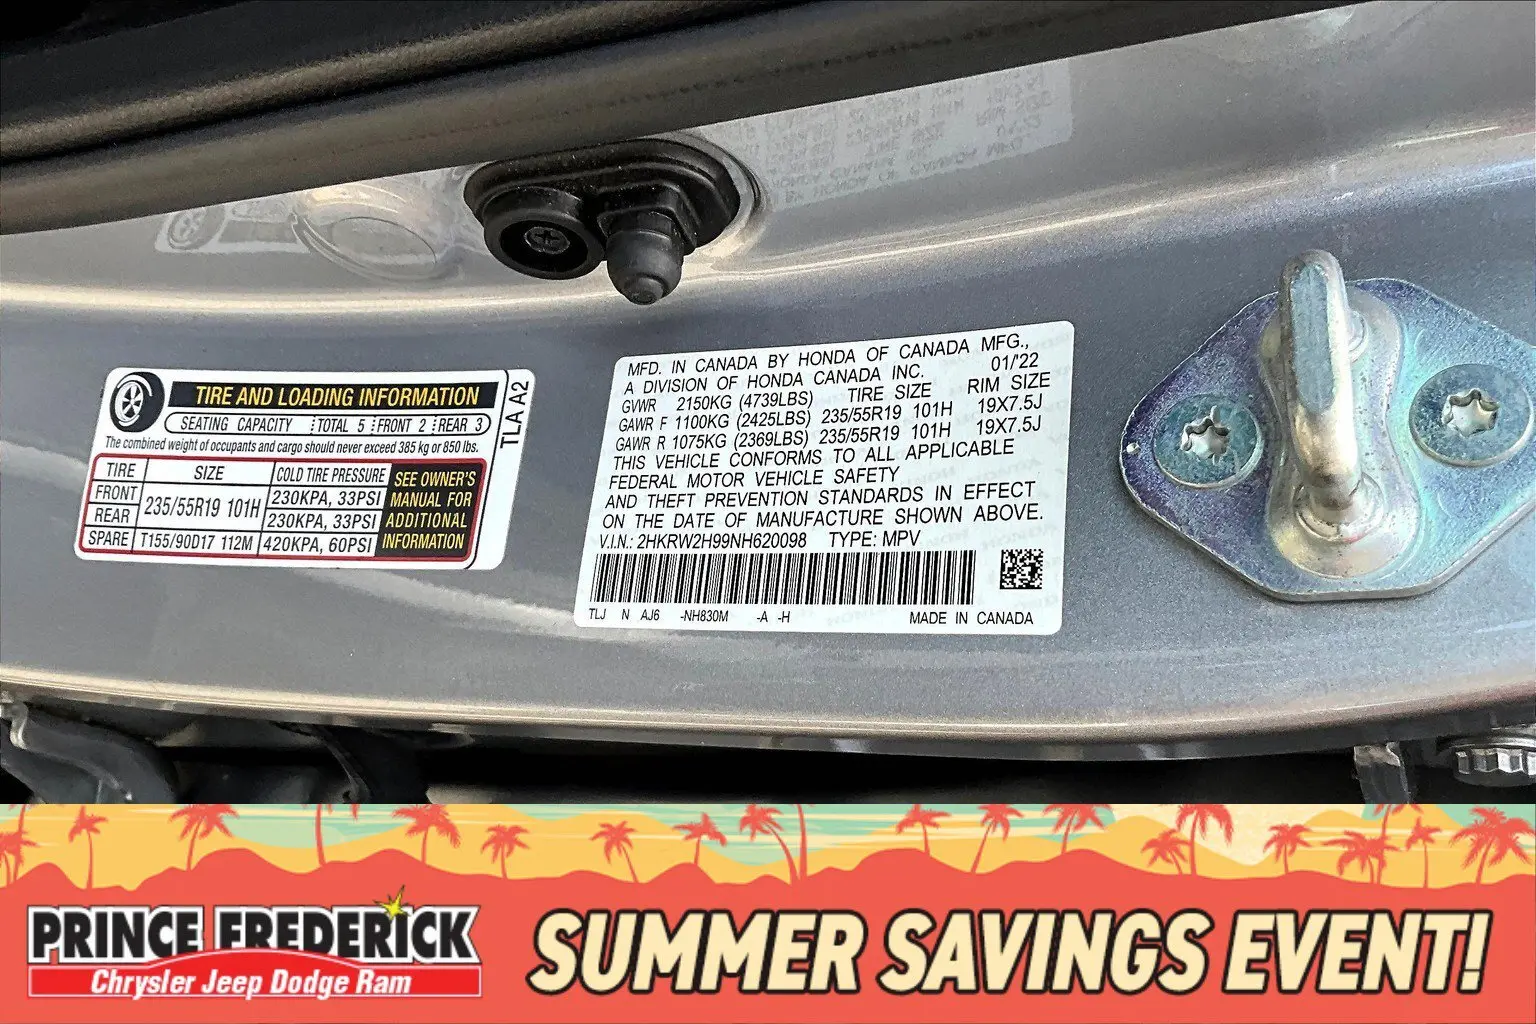 TIRE AND LOADING INFORMATION
SEATING CAPACITY TOTAL 5 FRONT 2 REAR 3
The combined weight of occupants and cargo should never exceed 385 kg or 850 lbs.
TIRE SIZE COLD TIRE PRESSURE
FRONT 235/55R19 101H 230KPA, 33PSI
REAR 230KPA, 33PSI
SPARE T155/90D17 112M 420KPA, 60PSI
SEE OWNER'S
MANUAL FOR
ADDITIONAL
INFORMATION
TLA A2
MFD. IN CANADA BY HONDA OF CANADA MFG.,
A DIVISION OF HONDA CANADA INC. 01/'22
GVWR 2150KG (4739LBS) TIRE SIZE RIM SIZE
GAWR F 1100KG (2425LBS) 235/55R19 101H 19X7.5J
GAWR R 1075KG (2369LBS) 235/55R19 101H 19X7.5J
THIS VEHICLE CONFORMS TO ALL APPLICABLE
FEDERAL MOTOR VEHICLE SAFETY
AND THEFT PREVENTION STANDARDS IN EFFECT
ON THE DATE OF MANUFACTURE SHOWN ABOVE.
V.I.N.: 2HKRW2H99NH620098 TYPE: MPV
TLJ N AJ6 -NH830M -A -H MADE IN CANADA
PRINCE FREDERICK
Chrysler Jeep Dodge Ram
SUMMER SAVINGS EVENT!